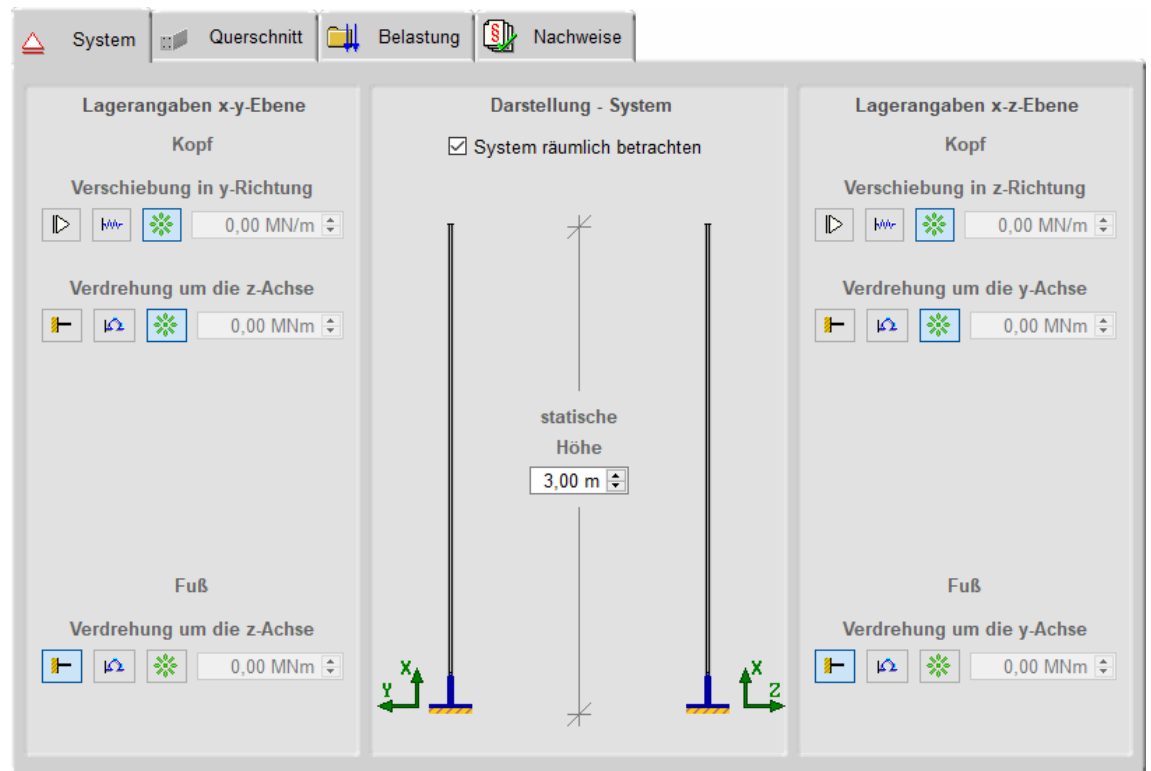 System
Querschnitt
Belastung
Nachweise
Lagerangaben x-y-Ebene
Kopf
Verschiebung in y-Richtung
0,00 MN/m
Verdrehung um die z-Achse
0,00 MNm
Fuß
Verdrehung um die z-Achse
0,00 MNm
Darstellung - System
System räumlich betrachten
statische
Höhe
3,00 m
X
Y
X
Z
Lagerangaben x-z-Ebene
Kopf
Verschiebung in z-Richtung
0,00 MN/m
Verdrehung um die y-Achse
0,00 MNm
Fuß
Verdrehung um die y-Achse
0,00 MNm